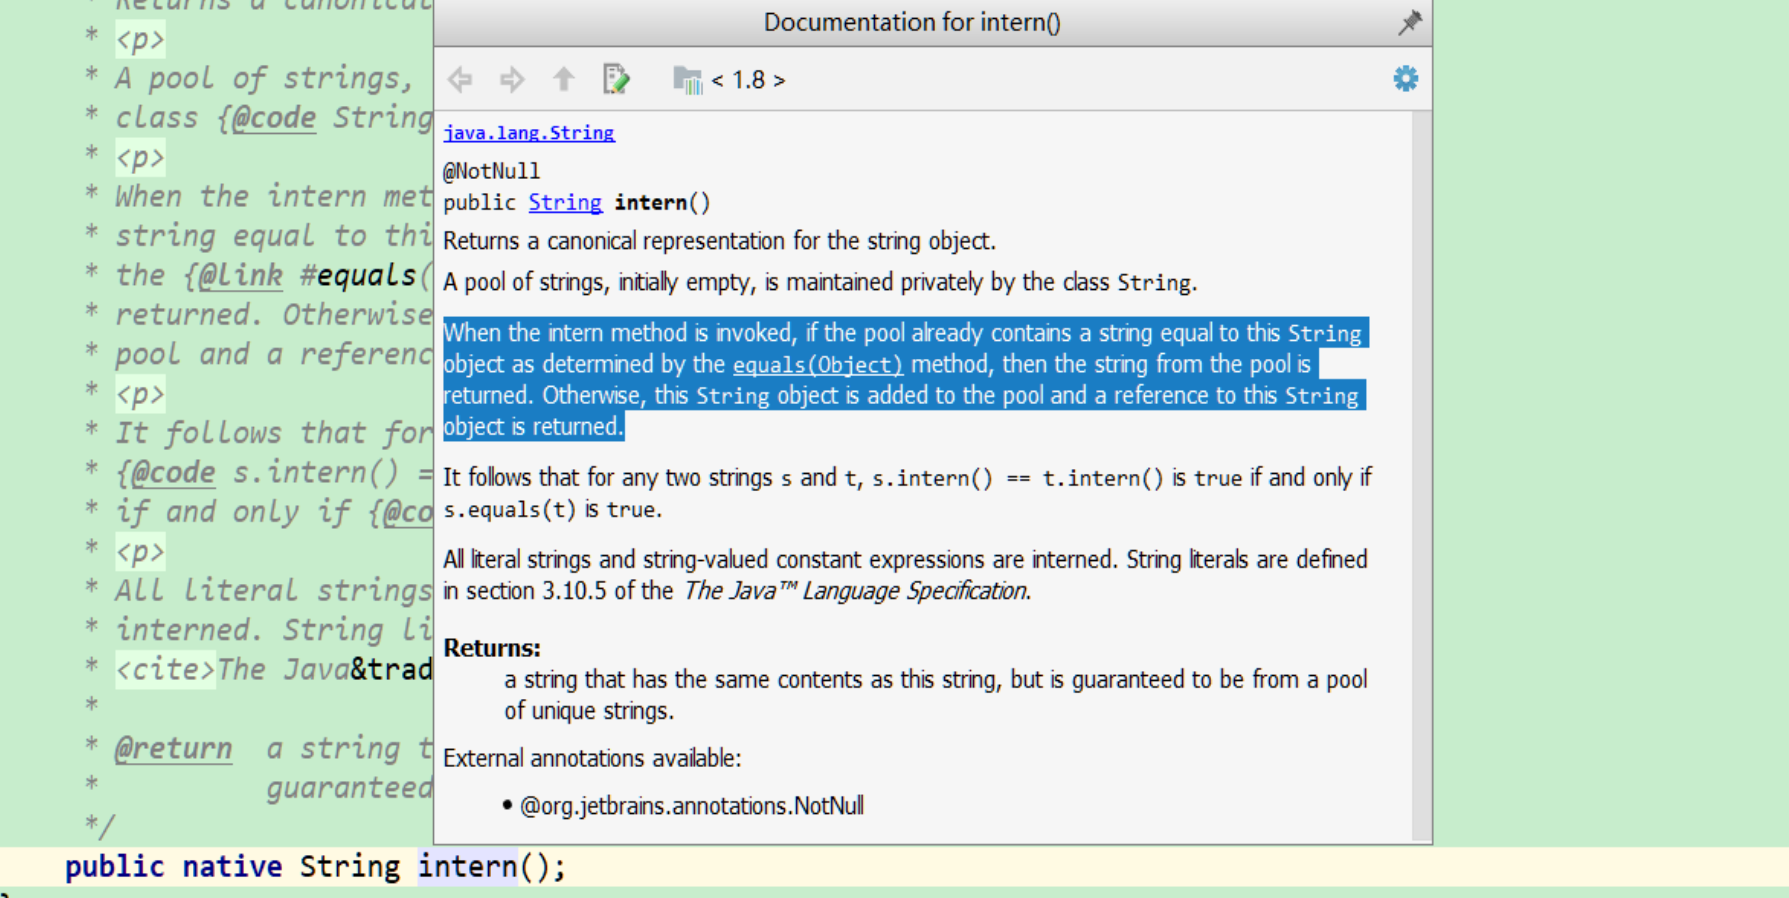 * Returns a canonical
* <p>
* A pool of strings,
* class {@code String
* <p>
* When the intern met
* string equal to thi
* the {@link #equals(
* returned. Otherwise
* pool and a referenc
* <p>
* It follows that for
* {@code s.intern() =
* if and only if {@co
* <p>
* All literal strings
* interned. String li
* <cite>The Java&trad
*
* @return  a string t
*          guaranteed
*/
public native String intern();
Documentation for intern()
< 1.8 >
java.lang.String
@NotNull
public String intern()
Returns a canonical representation for the string object.
A pool of strings, initially empty, is maintained privately by the class String.
When the intern method is invoked, if the pool already contains a string equal to this String
object as determined by the equals(Object) method, then the string from the pool is
returned. Otherwise, this String object is added to the pool and a reference to this String
object is returned.
It follows that for any two strings s and t, s.intern() == t.intern() is true if and only if
s.equals(t) is true.
All literal strings and string-valued constant expressions are interned. String literals are defined
in section 3.10.5 of the The Java™ Language Specification.
Returns:
a string that has the same contents as this string, but is guaranteed to be from a pool
of unique strings.
External annotations available:
• @org.jetbrains.annotations.NotNull